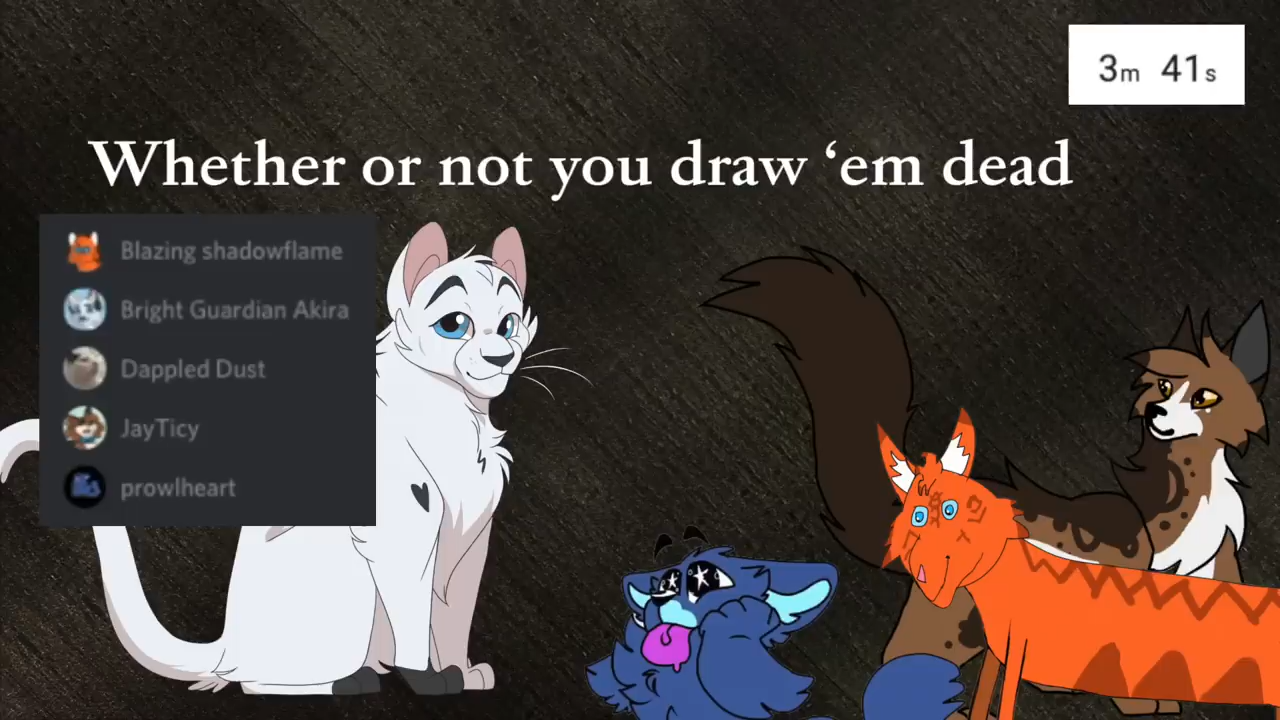 3m 41s
Whether or not you draw ‘em dead
Blazing shadowflame
Bright Guardian Akira
Dappled Dust
JayTicy
prowlheart